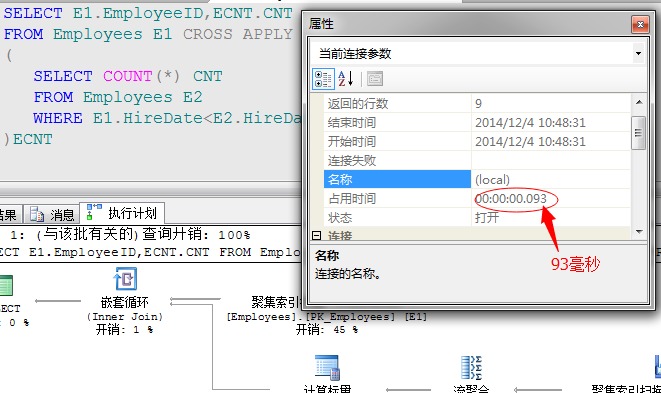 SELECT E1.EmployeeID,ECNT.CNT
FROM Employees E1 CROSS APPLY
(
SELECT COUNT(*) CNT
FROM Employees E2
WHERE E1.HireDate<E2.HireDa
)ECNT
属性
当前连接参数
返回的行数 9
结束时间 2014/12/4 10:48:31
开始时间 2014/12/4 10:48:31
连接失败
名称 (local)
占用时间 00:00:00.093
状态 打开
连接
名称
连接的名称。
93毫秒
结果 消息 执行计划
1: (与该批有关的)查询开销: 100%
ECT E1.EmployeeID,ECNT.CNT FROM Emplo
LECT
: 0 %
嵌套循环
(Inner Join)
开销: 1 %
聚集索引扫
[Employees].[PK_Employees] [E1]
开销: 45 %
计算标量
流聚合
聚集索引扫描